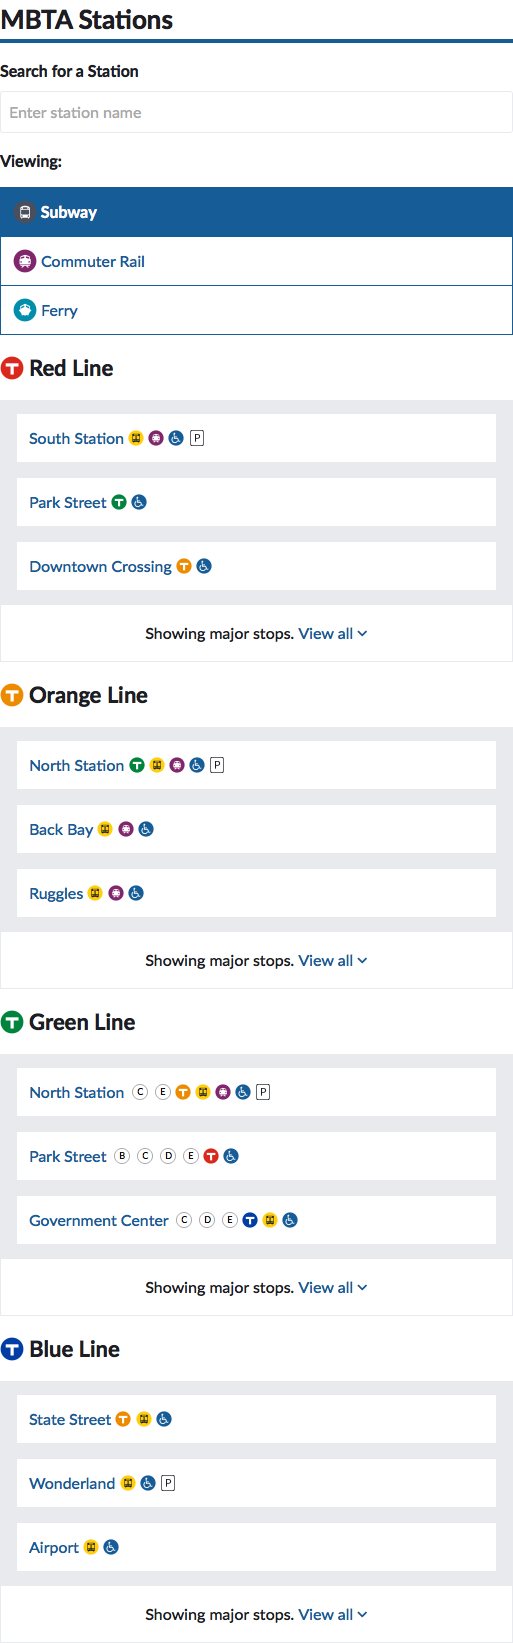 MBTA Stations
Search for a Station
Enter station name
Viewing:
Subway
Commuter Rail
Ferry
T Red Line
South Station P
Park Street T
Downtown Crossing T
Showing major stops. View all
T Orange Line
North Station T P
Back Bay
Ruggles
Showing major stops. View all
T Green Line
North Station C E T P
Park Street B C D E T
Government Center C D E T
Showing major stops. View all
T Blue Line
State Street T
Wonderland P
Airport
Showing major stops. View all